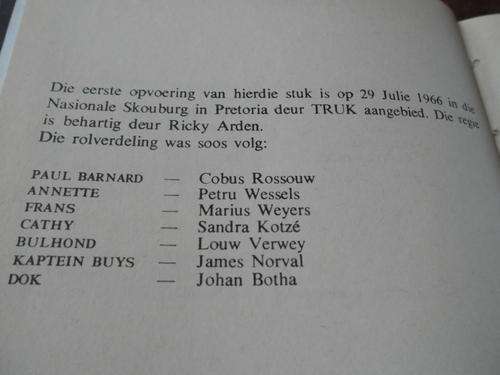 Die eerste opvoering van hierdie stuk is op 29 Julie 1966 in die
Nasionale Skouburg in Pretoria deur TRUK aangebied. Die regie
is behartig deur Ricky Arden.
Die rolverdeling was soos volg:
PAUL BARNARD — Cobus Rossouw
ANNETTE — Petru Wessels
FRANS — Marius Weyers
CATHY — Sandra Kotzé
BULHOND — Louw Verwey
KAPTEIN BUYS — James Norval
DOK — Johan Botha